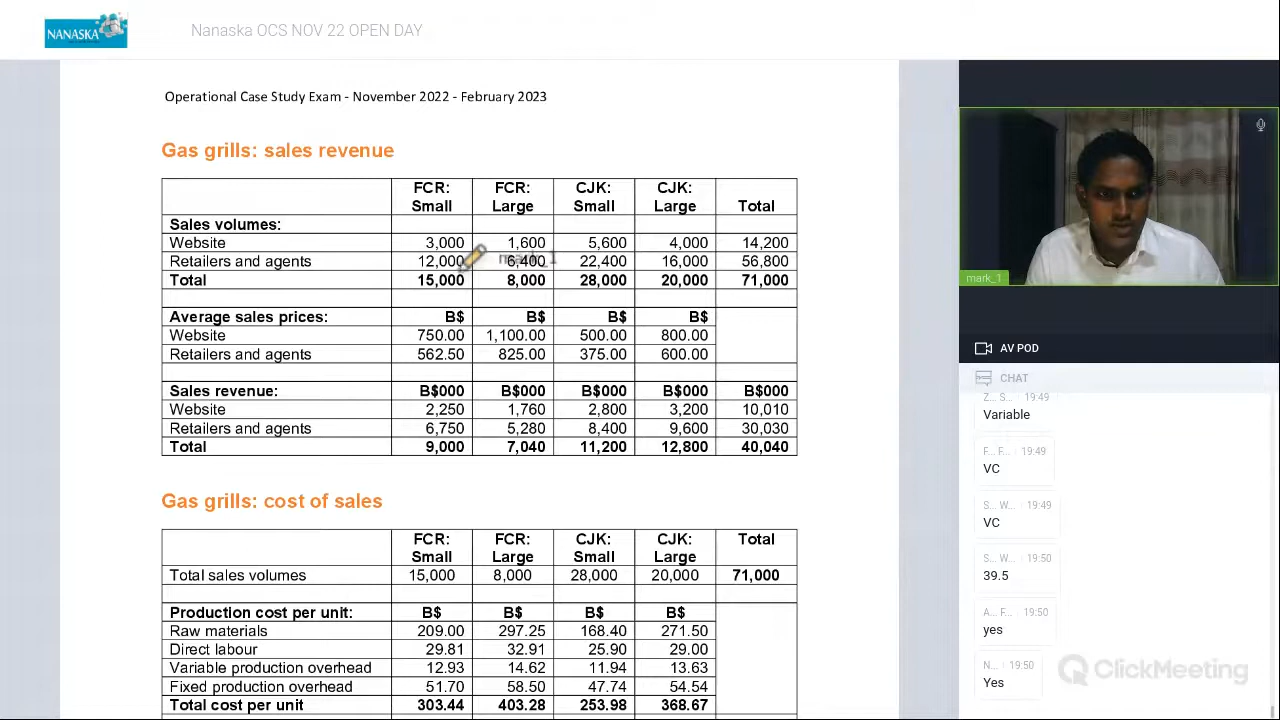 NANASKA
Nanaska OCS NOV 22 OPEN DAY
Operational Case Study Exam - November 2022 - February 2023
Gas grills: sales revenue
FCR: Small FCR: Large CJK: Small CJK: Large Total
Sales volumes:
Website 3,000 1,600 5,600 4,000 14,200
Retailers and agents 12,000 6,400 22,400 16,000 56,800
mark_1
Total 15,000 8,000 28,000 20,000 71,000
Average sales prices: B$ B$ B$ B$
Website 750.00 1,100.00 500.00 800.00
Retailers and agents 562.50 825.00 375.00 600.00
Sales revenue: B$000 B$000 B$000 B$000 B$000
Website 2,250 1,760 2,800 3,200 10,010
Retailers and agents 6,750 5,280 8,400 9,600 30,030
Total 9,000 7,040 11,200 12,800 40,040
Gas grills: cost of sales
FCR: Small FCR: Large CJK: Small CJK: Large Total
Total sales volumes 15,000 8,000 28,000 20,000 71,000
Production cost per unit: B$ B$ B$ B$
Raw materials 209.00 297.25 168.40 271.50
Direct labour 29.81 32.91 25.90 29.00
Variable production overhead 12.93 14.62 11.94 13.63
Fixed production overhead 51.70 58.50 47.74 54.54
Total cost per unit 303.44 403.28 253.98 368.67
mark_1
AV POD
CHAT
Z... S... 19:49
Variable
F... F... 19:49
VC
S... W... 19:49
VC
S... W... 19:50
39.5
A... F... 19:50
yes
N... 19:50
Yes
ClickMeeting